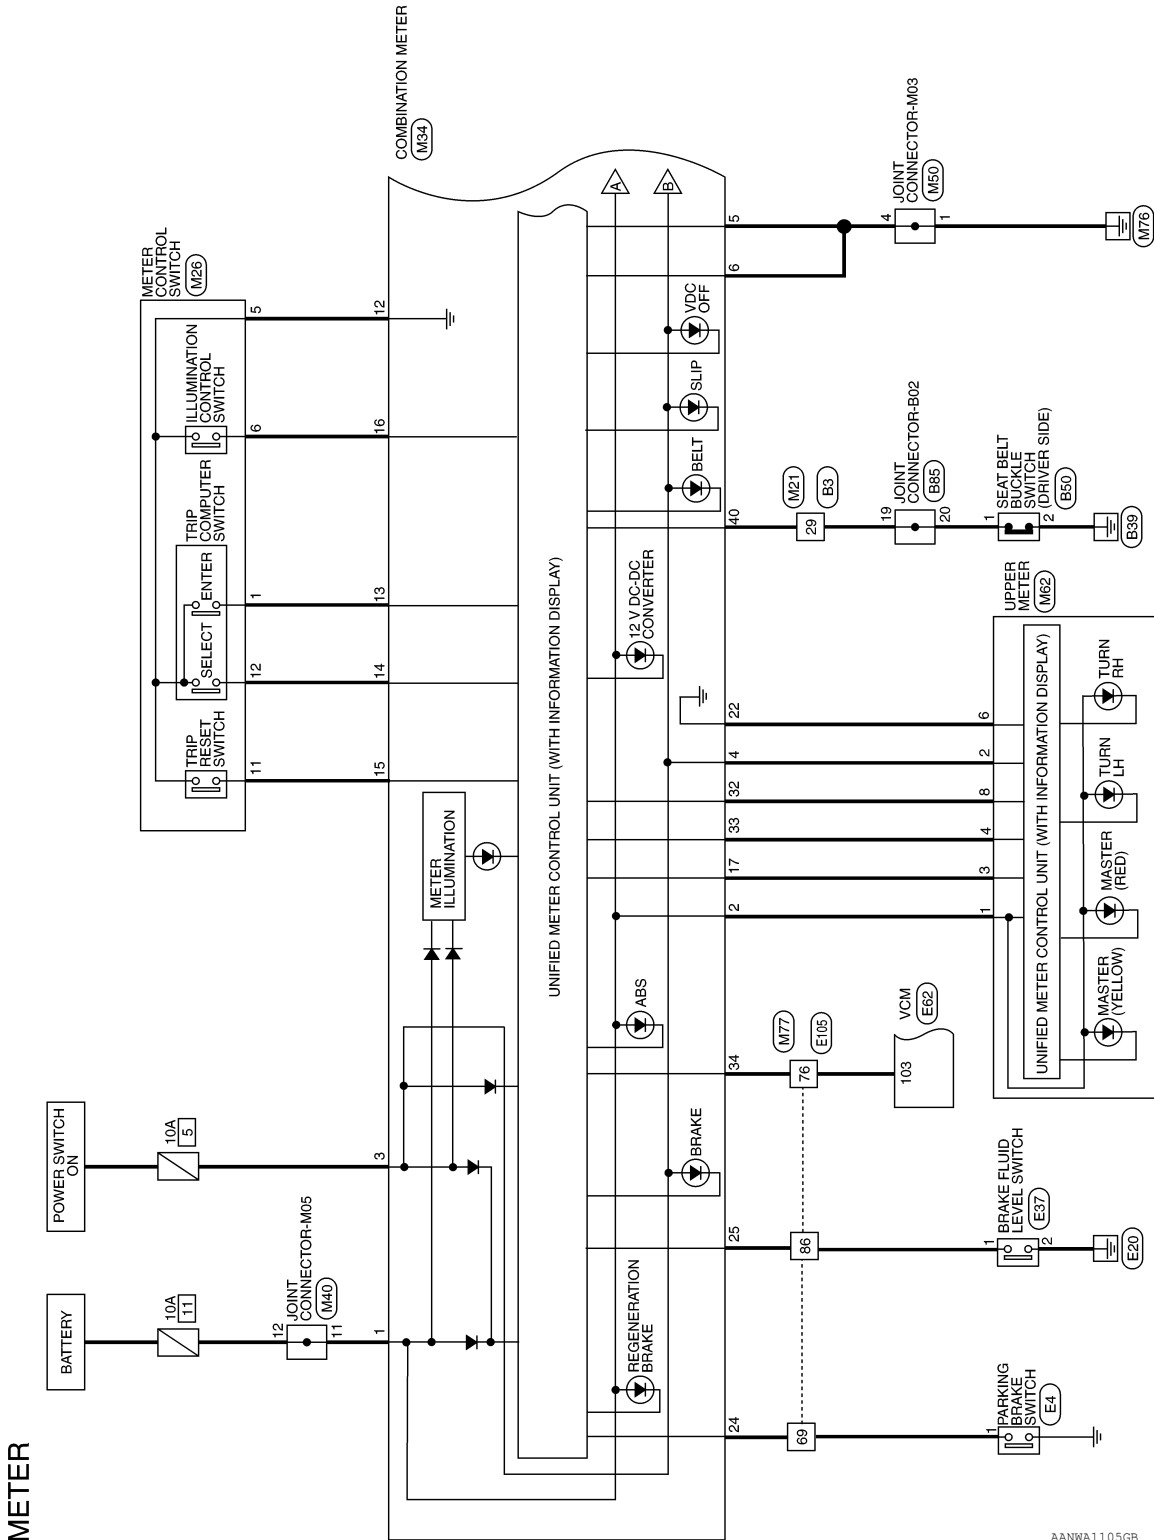 METER
BATTERY
10A
11
12
JOINT
CONNECTOR-M05
M40
11
1
POWER SWITCH
ON
10A
5
3
METER
CONTROL
SWITCH
M26
TRIP
RESET
SWITCH
TRIP
COMPUTER
SWITCH
SELECT
ENTER
ILLUMINATION
CONTROL
SWITCH
11
12
1
6
5
15
14
13
16
12
COMBINATION METER
M34
METER
ILLUMINATION
UNIFIED METER CONTROL UNIT (WITH INFORMATION DISPLAY)
REGENERATION
BRAKE
BRAKE
ABS
12 V DC-DC
CONVERTER
BELT
SLIP
VDC
OFF
A
B
24
25
34
2
17
33
32
4
22
40
6
5
69
86
76
M77
E105
29
M21
B3
1
PARKING
BRAKE
SWITCH
E4
1
BRAKE FLUID
LEVEL SWITCH
E37
2
E20
VCM
E62
103
1
3
4
8
2
6
UPPER
METER
M62
UNIFIED METER CONTROL UNIT (WITH INFORMATION DISPLAY)
MASTER
(YELLOW)
MASTER
(RED)
TURN
LH
TURN
RH
19
JOINT
CONNECTOR-B02
B85
20
1
SEAT BELT
BUCKLE
SWITCH
(DRIVER SIDE)
B50
2
B39
4
JOINT
CONNECTOR-M03
M50
1
M76
AANWA1105GB